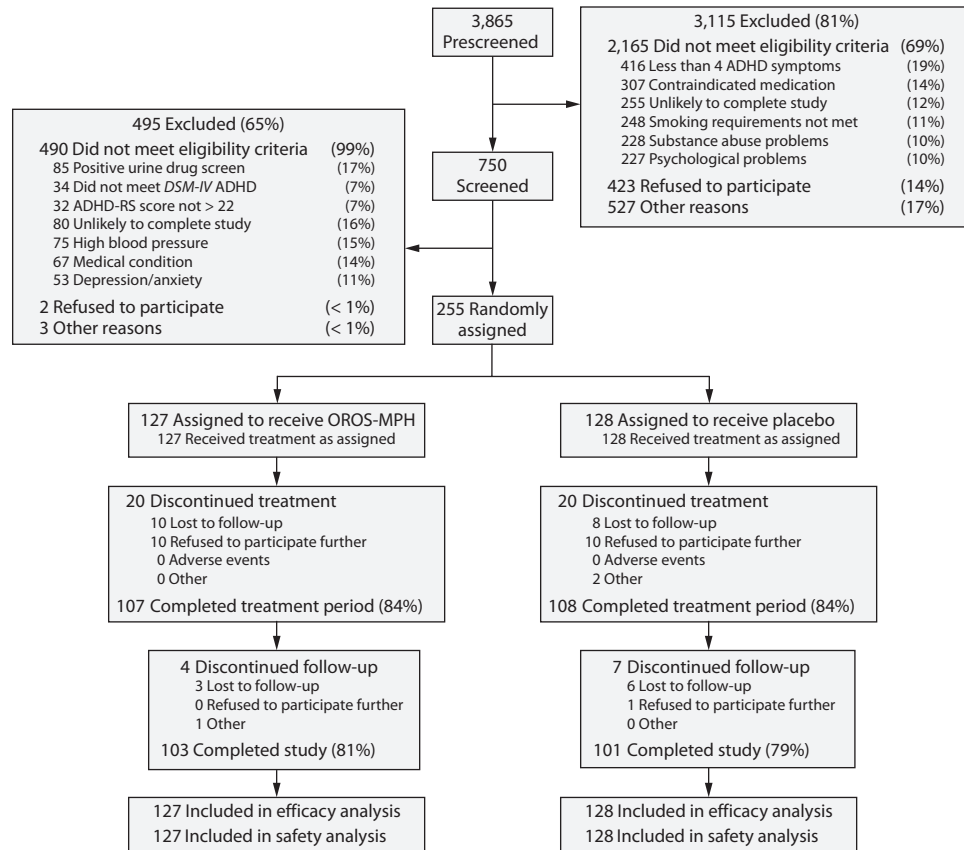 3,865
Prescreened
3,115 Excluded (81%)
2,165 Did not meet eligibility criteria (69%)
416 Less than 4 ADHD symptoms (19%)
307 Contraindicated medication (14%)
255 Unlikely to complete study (12%)
248 Smoking requirements not met (11%)
228 Substance abuse problems (10%)
227 Psychological problems (10%)
423 Refused to participate (14%)
527 Other reasons (17%)
495 Excluded (65%)
490 Did not meet eligibility criteria (99%)
85 Positive urine drug screen (17%)
34 Did not meet DSM-IV ADHD (7%)
32 ADHD-RS score not > 22 (7%)
80 Unlikely to complete study (16%)
75 High blood pressure (15%)
67 Medical condition (14%)
53 Depression/anxiety (11%)
2 Refused to participate (< 1%)
3 Other reasons (< 1%)
750
Screened
255 Randomly
assigned
127 Assigned to receive OROS-MPH
127 Received treatment as assigned
128 Assigned to receive placebo
128 Received treatment as assigned
20 Discontinued treatment
10 Lost to follow-up
10 Refused to participate further
0 Adverse events
0 Other
107 Completed treatment period (84%)
20 Discontinued treatment
8 Lost to follow-up
10 Refused to participate further
0 Adverse events
2 Other
108 Completed treatment period (84%)
4 Discontinued follow-up
3 Lost to follow-up
0 Refused to participate further
1 Other
103 Completed study (81%)
7 Discontinued follow-up
6 Lost to follow-up
1 Refused to participate further
0 Other
101 Completed study (79%)
127 Included in efficacy analysis
127 Included in safety analysis
128 Included in efficacy analysis
128 Included in safety analysis